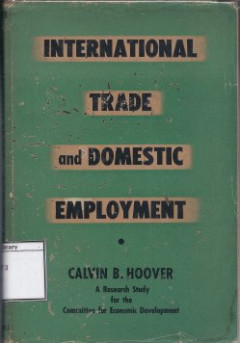 INTERNATIONAL
TRADE
and DOMESTIC
EMPLOYMENT
CALVIN B. HOOVER
A Research Study
for the
Committee for Economic Development